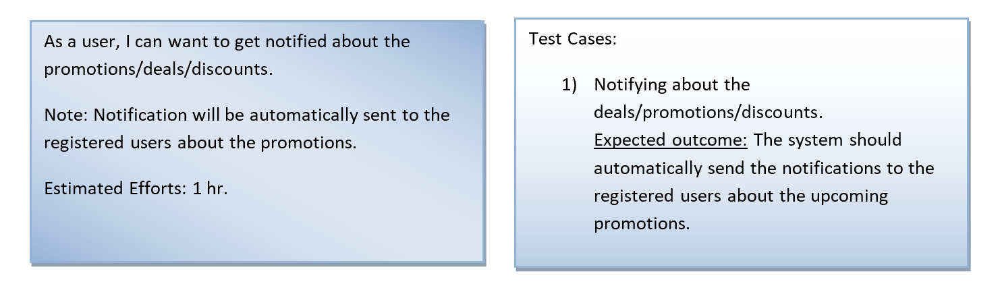 As a user, I can want to get notified about the
promotions/deals/discounts.
Note: Notification will be automatically sent to the
registered users about the promotions.
Estimated Efforts: 1 hr.
Test Cases:
1) Notifying about the
deals/promotions/discounts.
Expected outcome: The system should
automatically send the notifications to the
registered users about the upcoming
promotions.